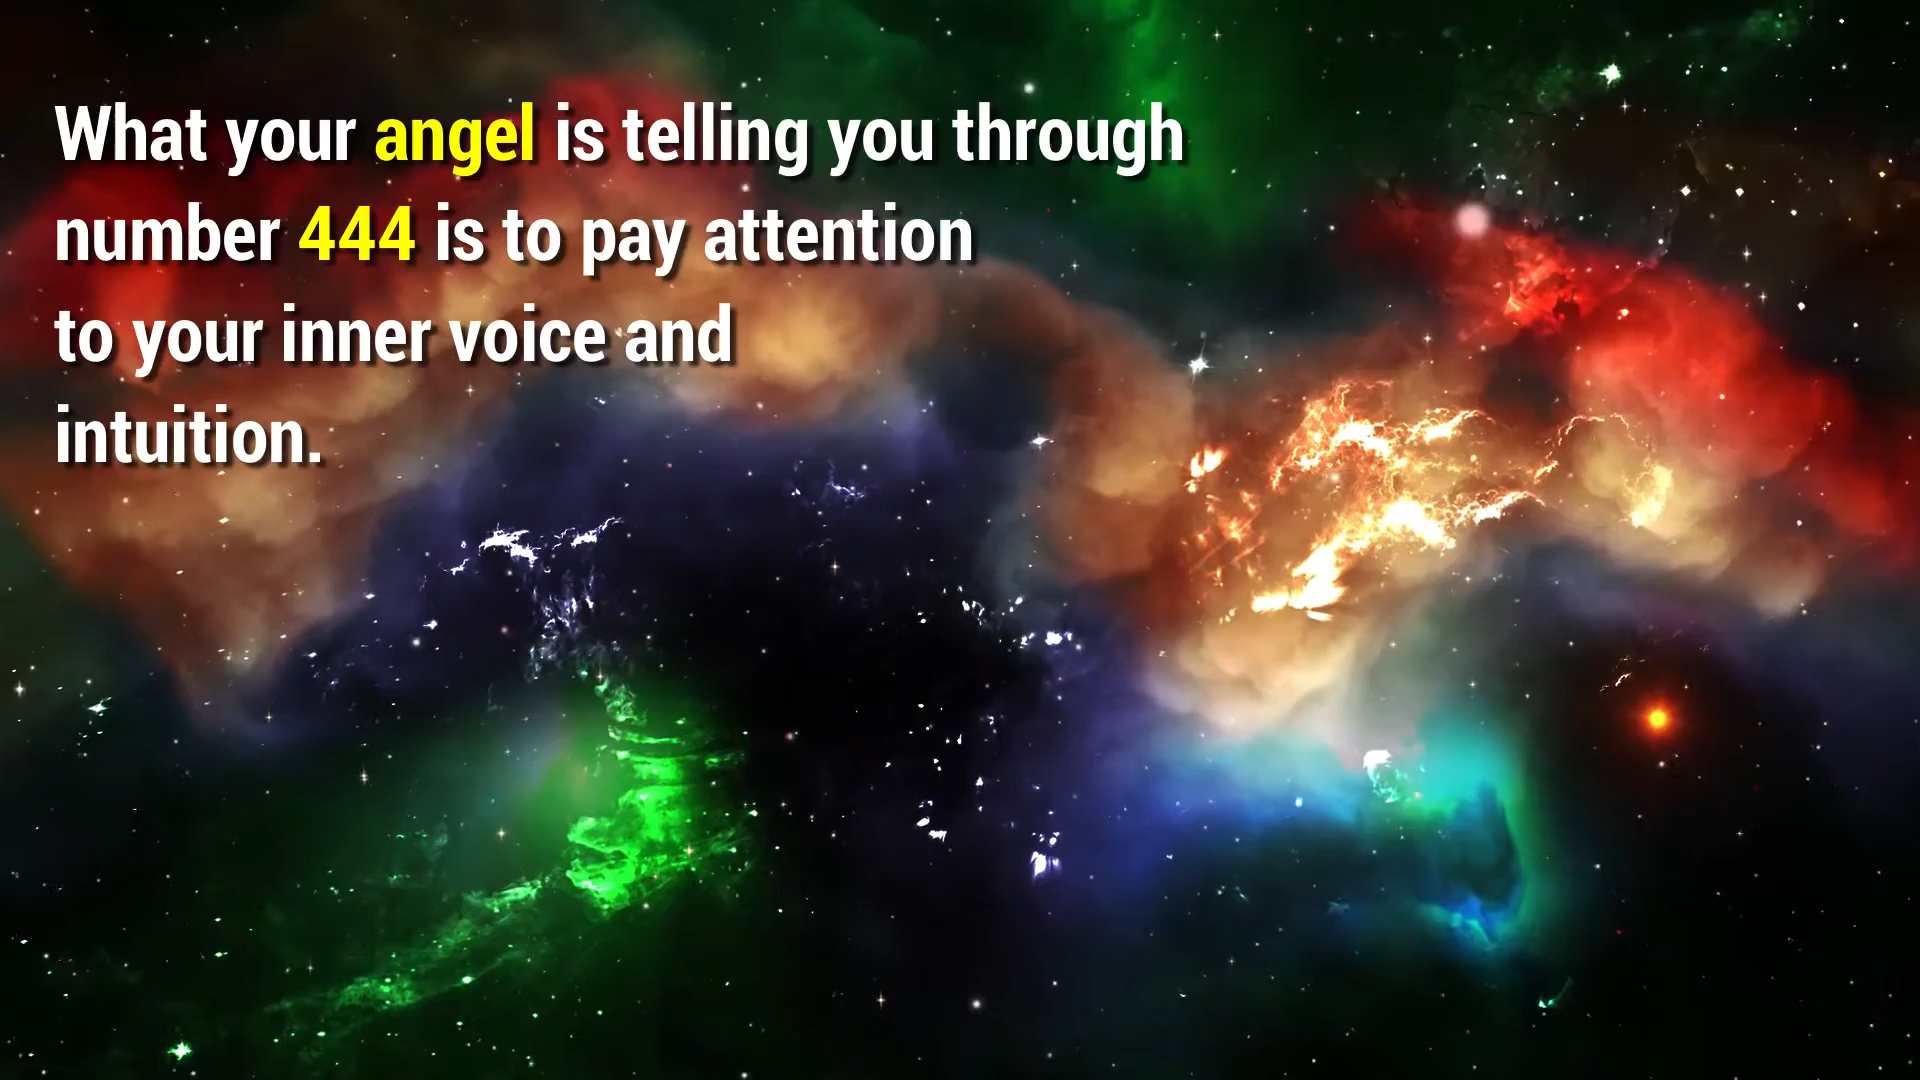 What your angel is telling you through
number 444 is to pay attention
to your inner voice and
intuition.